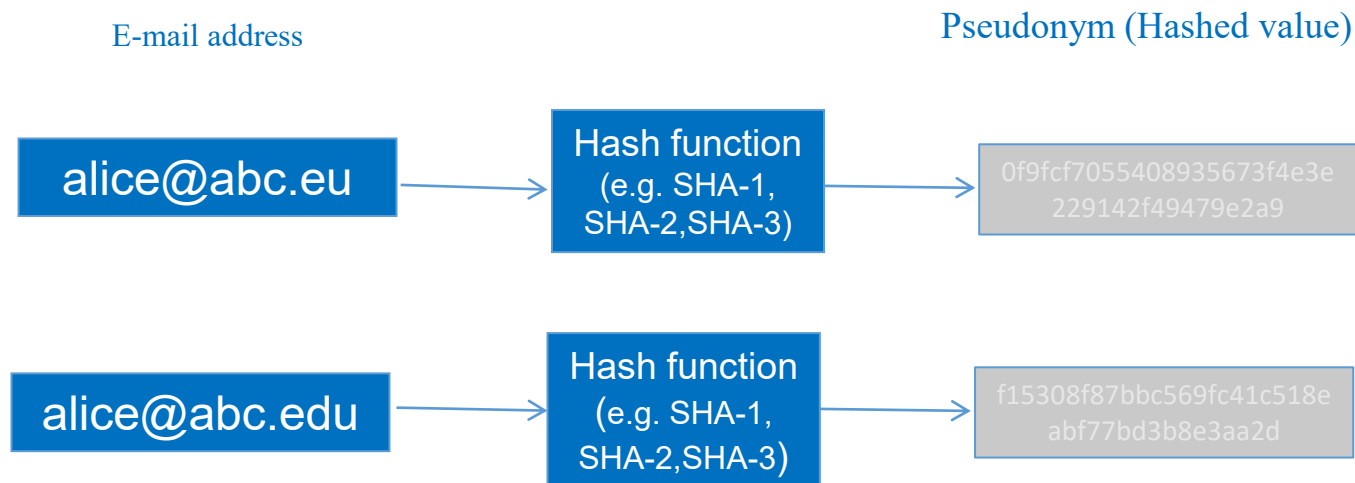 E-mail address
Pseudonym (Hashed value)
alice@abc.eu
Hash function
(e.g. SHA-1,
SHA-2,SHA-3)
0f9fcf7055408935673f4e3e
229142f49479e2a9
alice@abc.edu
Hash function
(e.g. SHA-1,
SHA-2,SHA-3)
f15308f87bbc569fc41c518e
abf77bd3b8e3aa2d